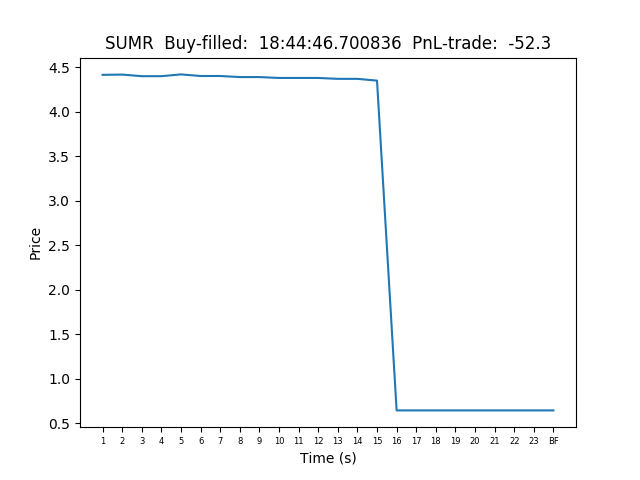 SUMR  Buy-filled:  18:44:46.700836  PnL-trade:  -52.3
4.5
4.0
3.5
3.0
2.5
2.0
1.5
1.0
0.5
Price
1 2 3 4 5 6 7 8 9 10 11 12 13 14 15 16 17 18 19 20 21 22 23 BF
Time (s)